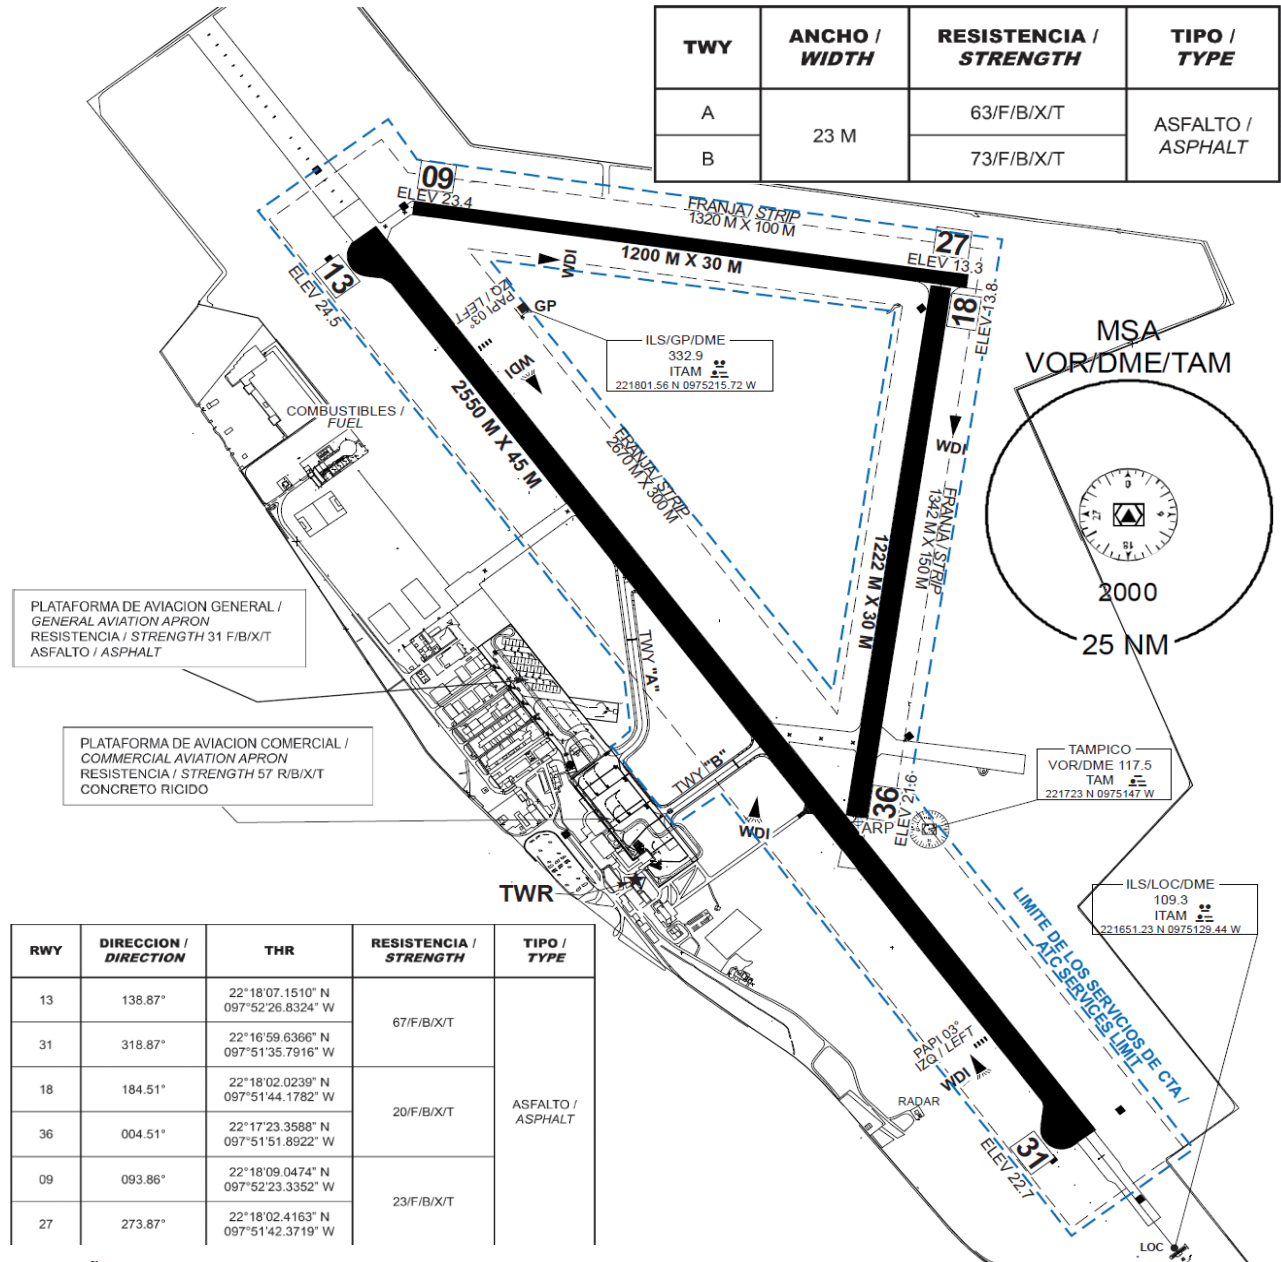 TWY
ANCHO /
WIDTH
RESISTENCIA /
STRENGTH
TIPO /
TYPE
A
23 M
63/F/B/X/T
ASFALTO /
ASPHALT
B
73/F/B/X/T
09
ELEV 23.4
FRANJA / STRIP
1320 M X 100 M
1200 M X 30 M
27
ELEV 13.3
13
ELEV 24.5
WDI
PAPI 03°
IZQ / LEFT
GP
18
ELEV 13.8
ILS/GP/DME
332.9
ITAM
221801.56 N 0975215.72 W
MSA
VOR/DME/TAM
WDI
2550 M X 45 M
COMBUSTIBLES /
FUEL
FRANJA / STRIP
2670 M X 300 M
WDI
FRANJA / STRIP
1342 M X 150 M
1222 M X 30 M
0
9
18
27
2000
25 NM
PLATAFORMA DE AVIACION GENERAL /
GENERAL AVIATION APRON
RESISTENCIA / STRENGTH 31 F/B/X/T
ASFALTO / ASPHALT
TWY "A"
PLATAFORMA DE AVIACION COMERCIAL /
COMMERCIAL AVIATION APRON
RESISTENCIA / STRENGTH 57 R/B/X/T
CONCRETO RICIDO
TWY "B"
WDI
36
ELEV 21.6
ARP
TAMPICO
VOR/DME 117.5
TAM
221723 N 0975147 W
TWR
ILS/LOC/DME
109.3
ITAM
221651.23 N 0975129.44 W
LIMITE DE LOS SERVICIOS DE CTA /
ATC SERVICES LIMIT
PAPI 03°
IZQ / LEFT
WDI
RADAR
31
ELEV 22.7
LOC
RWY
DIRECCION /
DIRECTION
THR
RESISTENCIA /
STRENGTH
TIPO /
TYPE
13
138.87°
22°18'07.1510" N
097°52'26.8324" W
67/F/B/X/T
31
318.87°
22°16'59.6366" N
097°51'35.7916" W
18
184.51°
22°18'02.0239" N
097°51'44.1782" W
20/F/B/X/T
ASFALTO /
ASPHALT
36
004.51°
22°17'23.3588" N
097°51'51.8922" W
09
093.86°
22°18'09.0474" N
097°52'23.3352" W
23/F/B/X/T
27
273.87°
22°18'02.4163" N
097°51'42.3719" W